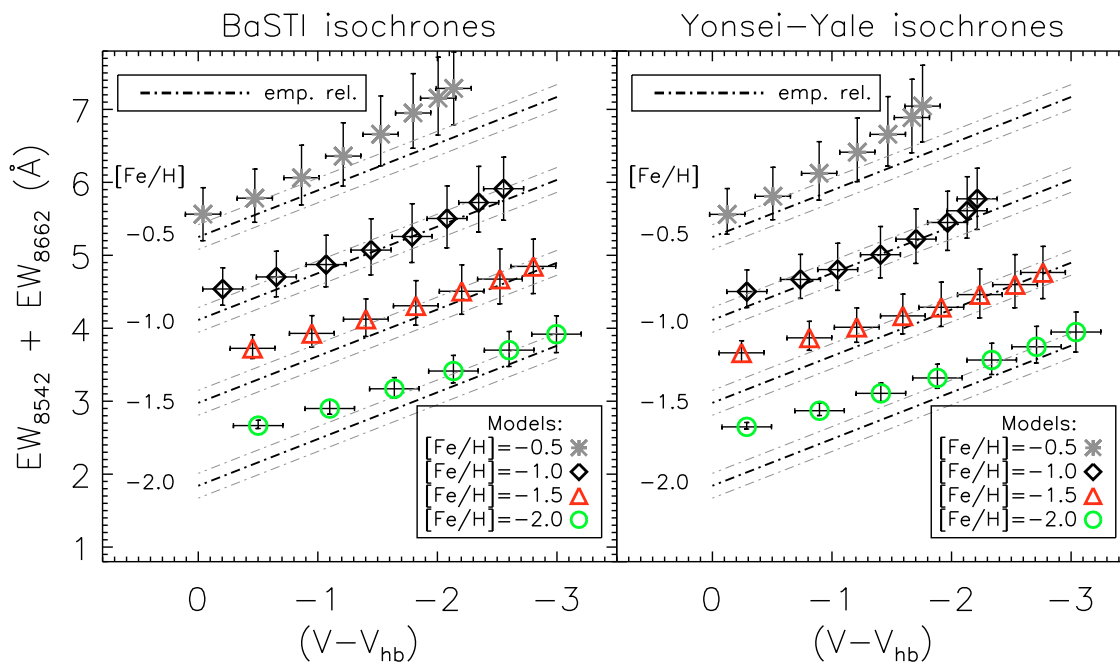 BaSTI isochrones
Yonsei−Yale isochrones
EW8542 + EW8662 (Å)
7
6
5
4
3
2
1
emp. rel.
[Fe/H]
−0.5
−1.0
−1.5
−2.0
Models:
[Fe/H]=−0.5
[Fe/H]=−1.0
[Fe/H]=−1.5
[Fe/H]=−2.0
0 −1 −2 −3
(V−Vhb)
emp. rel.
[Fe/H]
−0.5
−1.0
−1.5
−2.0
Models:
[Fe/H]=−0.5
[Fe/H]=−1.0
[Fe/H]=−1.5
[Fe/H]=−2.0
0 −1 −2 −3
(V−Vhb)